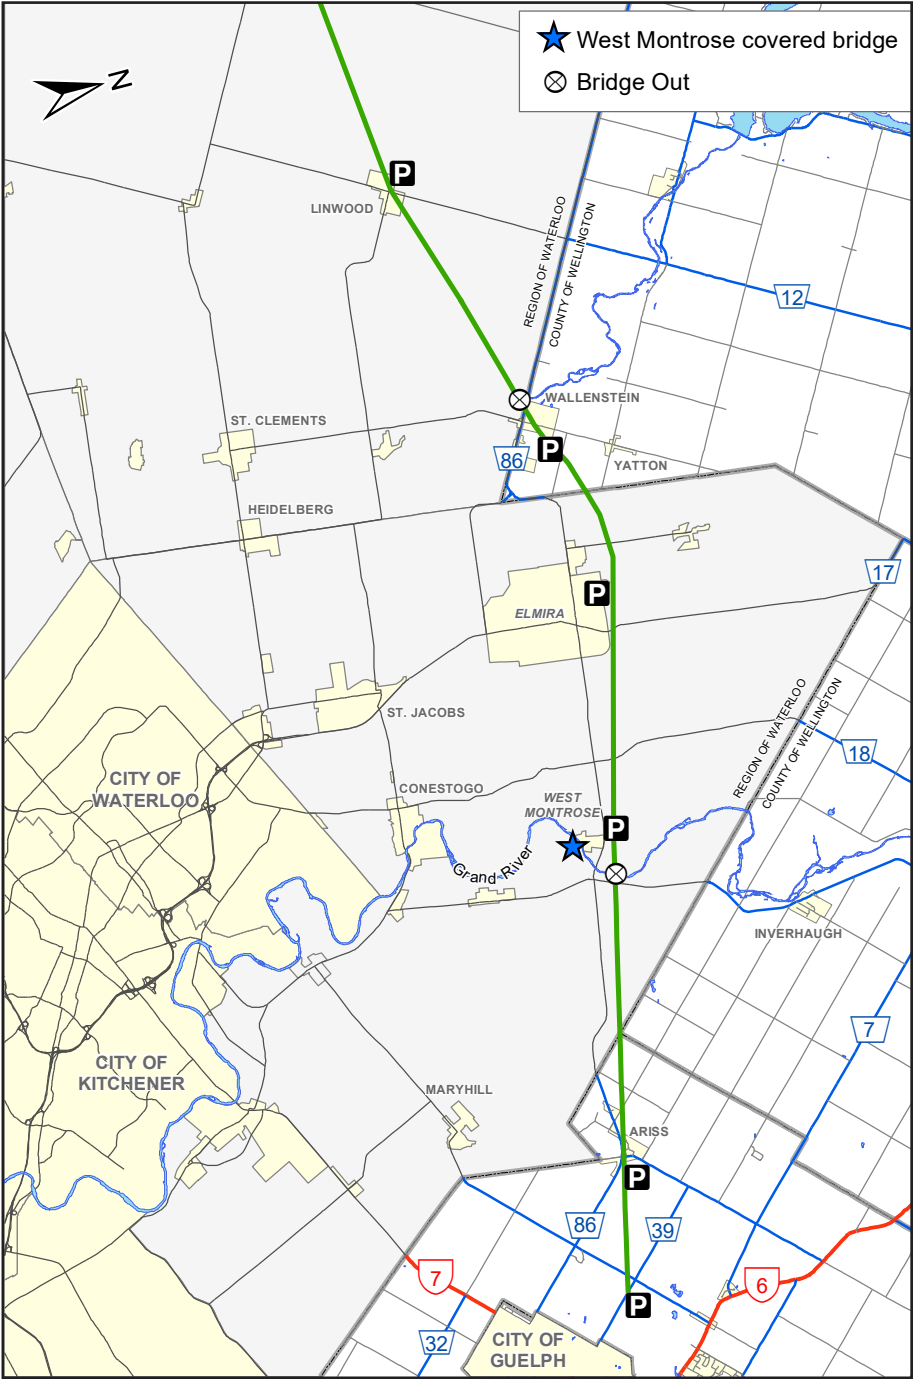 West Montrose covered bridge
Bridge Out
N
P
LINWOOD
REGION OF WATERLOO
COUNTY OF WELLINGTON
12
WALLENSTEIN
ST. CLEMENTS
P
86
YATTON
HEIDELBERG
17
P
ELMIRA
ST. JACOBS
REGION OF WATERLOO
COUNTY OF WELLINGTON
18
CITY OF
WATERLOO
CONESTOGO
WEST
MONTROSE
P
Grand River
INVERHAUGH
7
CITY OF
KITCHENER
MARYHILL
ARISS
P
86
39
7
6
P
32
CITY OF
GUELPH